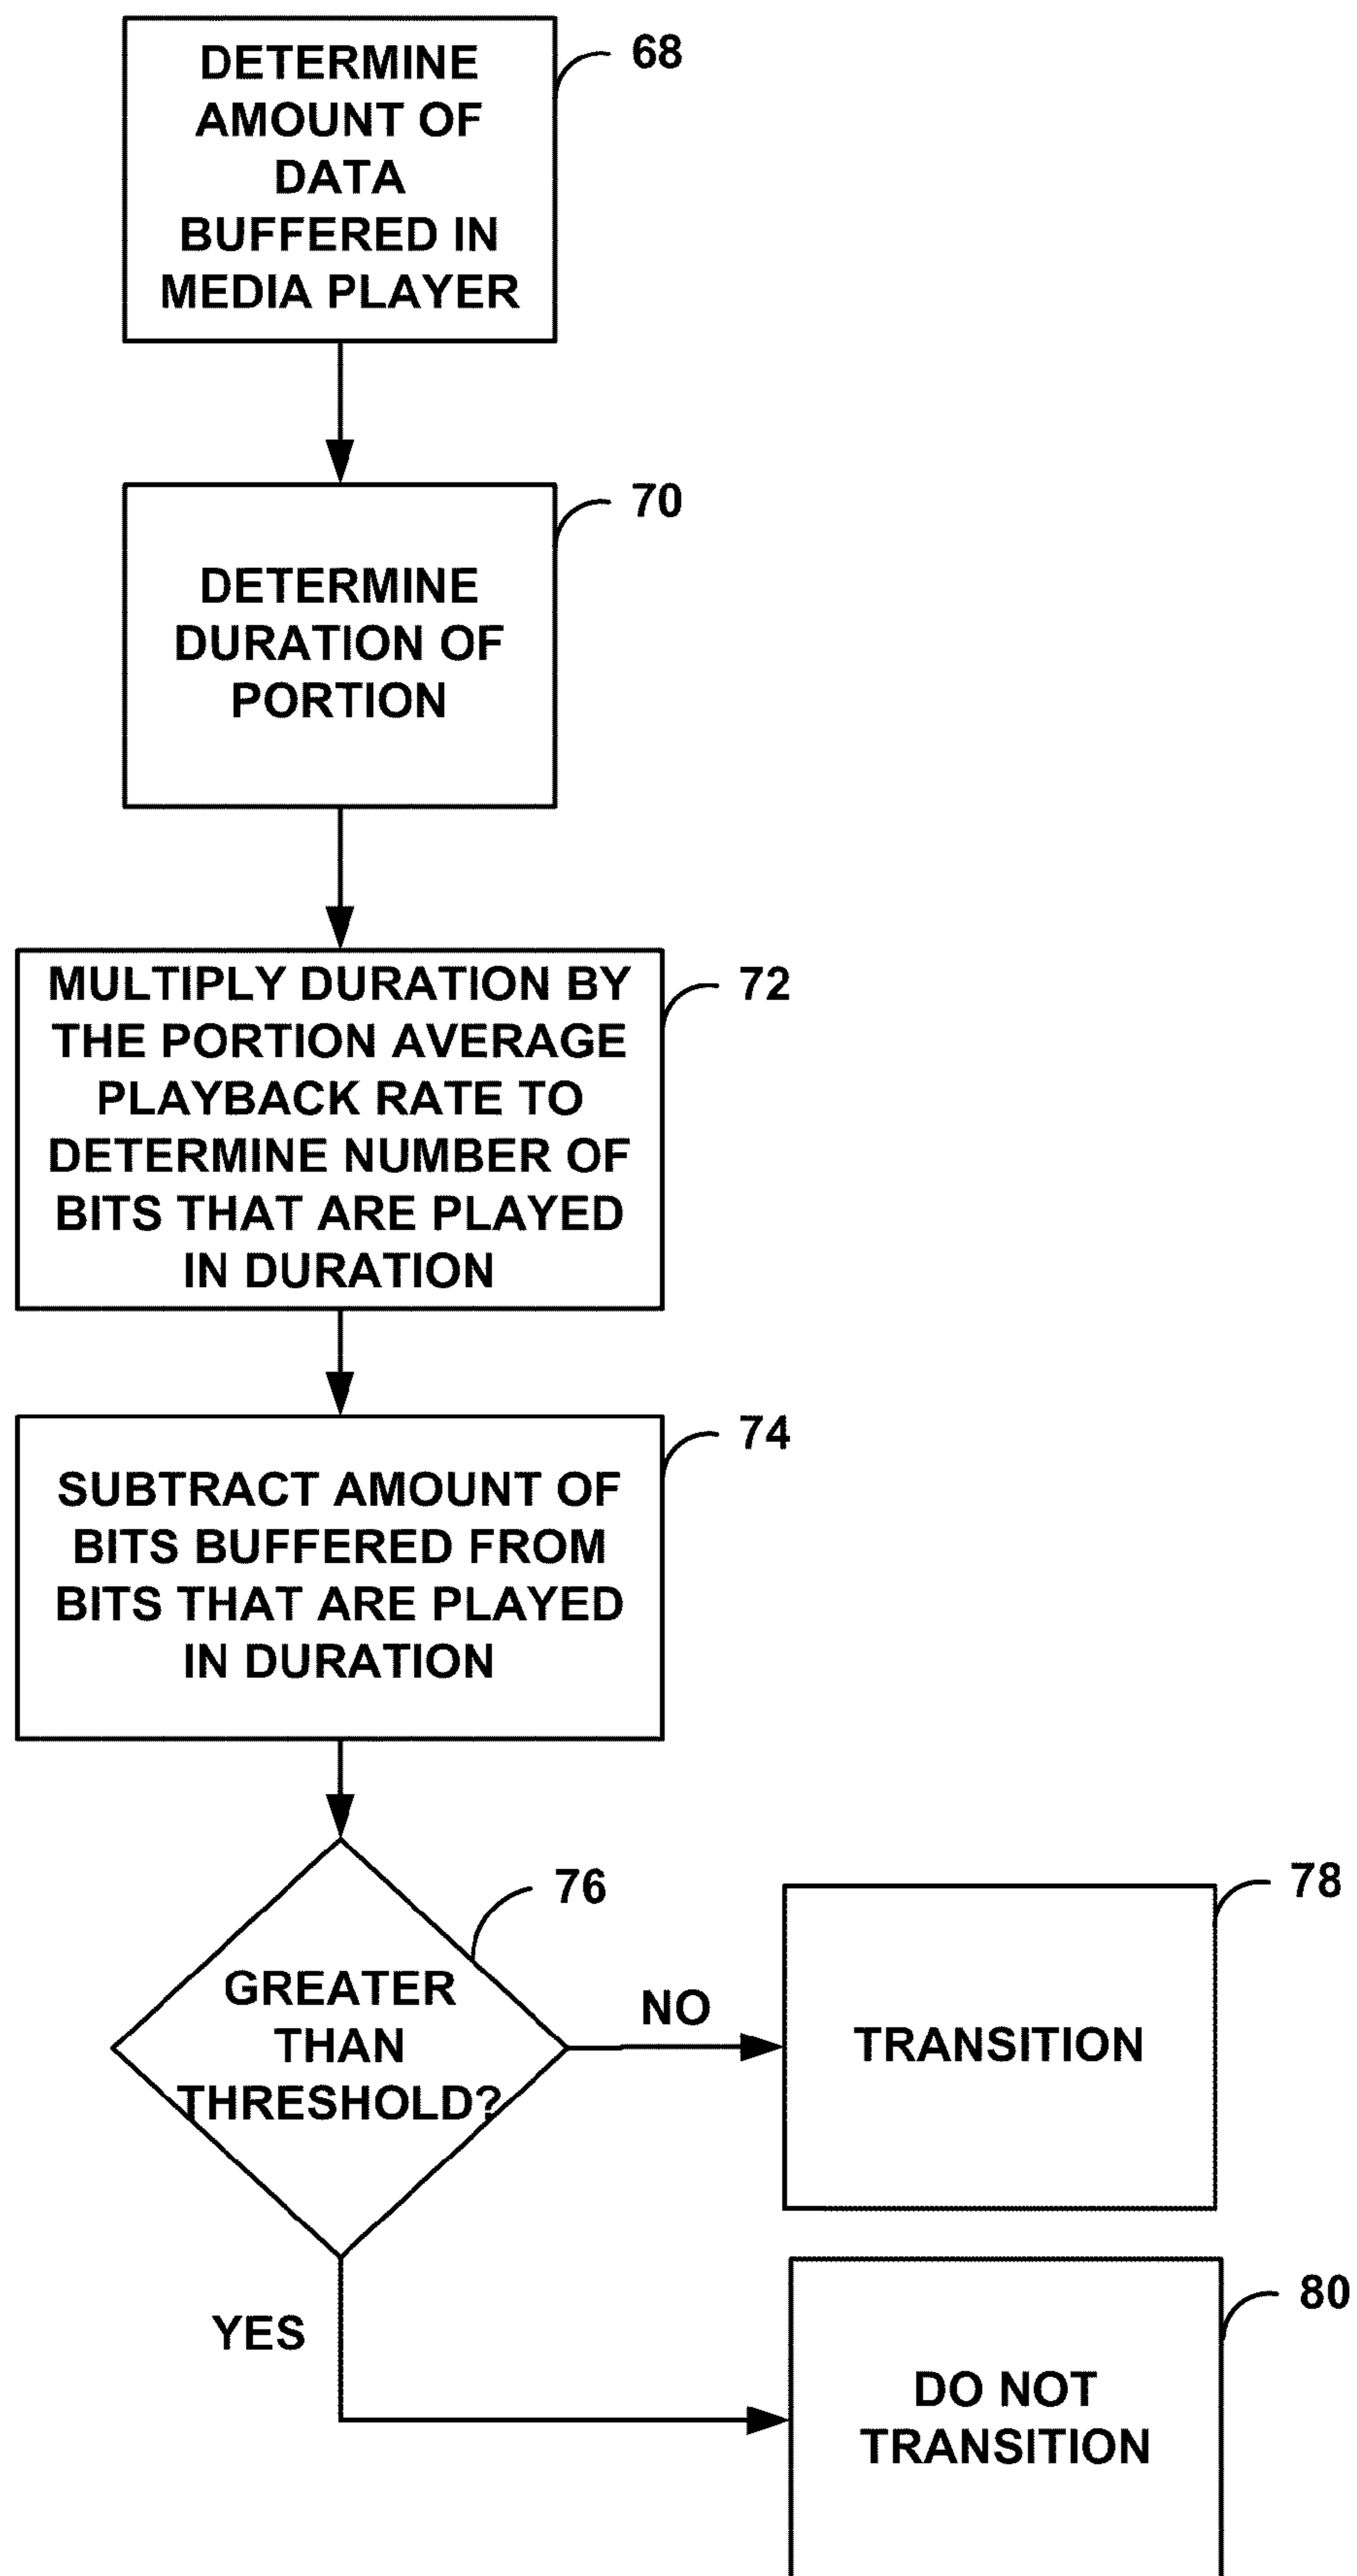 DETERMINE
AMOUNT OF
DATA
BUFFERED IN
MEDIA PLAYER
68
DETERMINE
DURATION OF
PORTION
70
MULTIPLY DURATION BY
THE PORTION AVERAGE
PLAYBACK RATE TO
DETERMINE NUMBER OF
BITS THAT ARE PLAYED
IN DURATION
72
SUBTRACT AMOUNT OF
BITS BUFFERED FROM
BITS THAT ARE PLAYED
IN DURATION
74
GREATER
THAN
THRESHOLD?
76
NO
TRANSITION
78
YES
DO NOT
TRANSITION
80